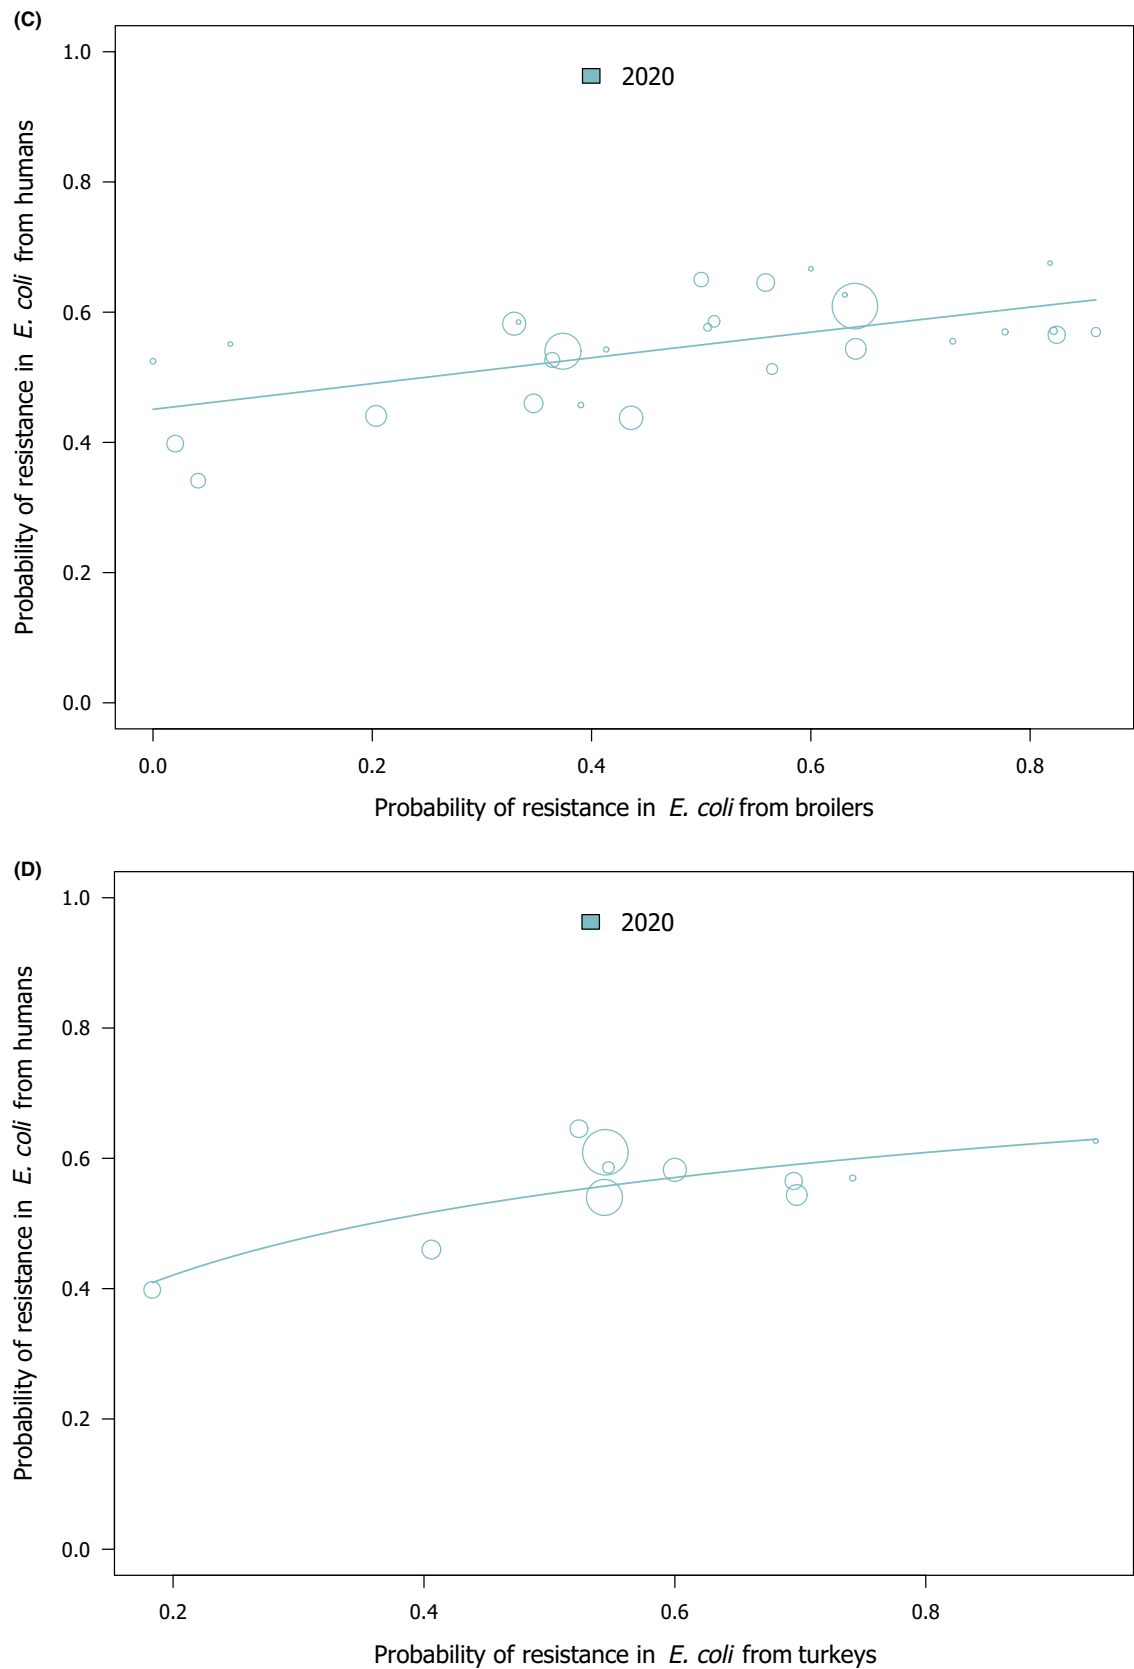 (C)
2020
Probability of resistance in E. coli from humans
1.0
0.8
0.6
0.4
0.2
0.0
0.0 0.2 0.4 0.6 0.8
Probability of resistance in E. coli from broilers
(D)
2020
Probability of resistance in E. coli from humans
1.0
0.8
0.6
0.4
0.2
0.0
0.2 0.4 0.6 0.8
Probability of resistance in E. coli from turkeys